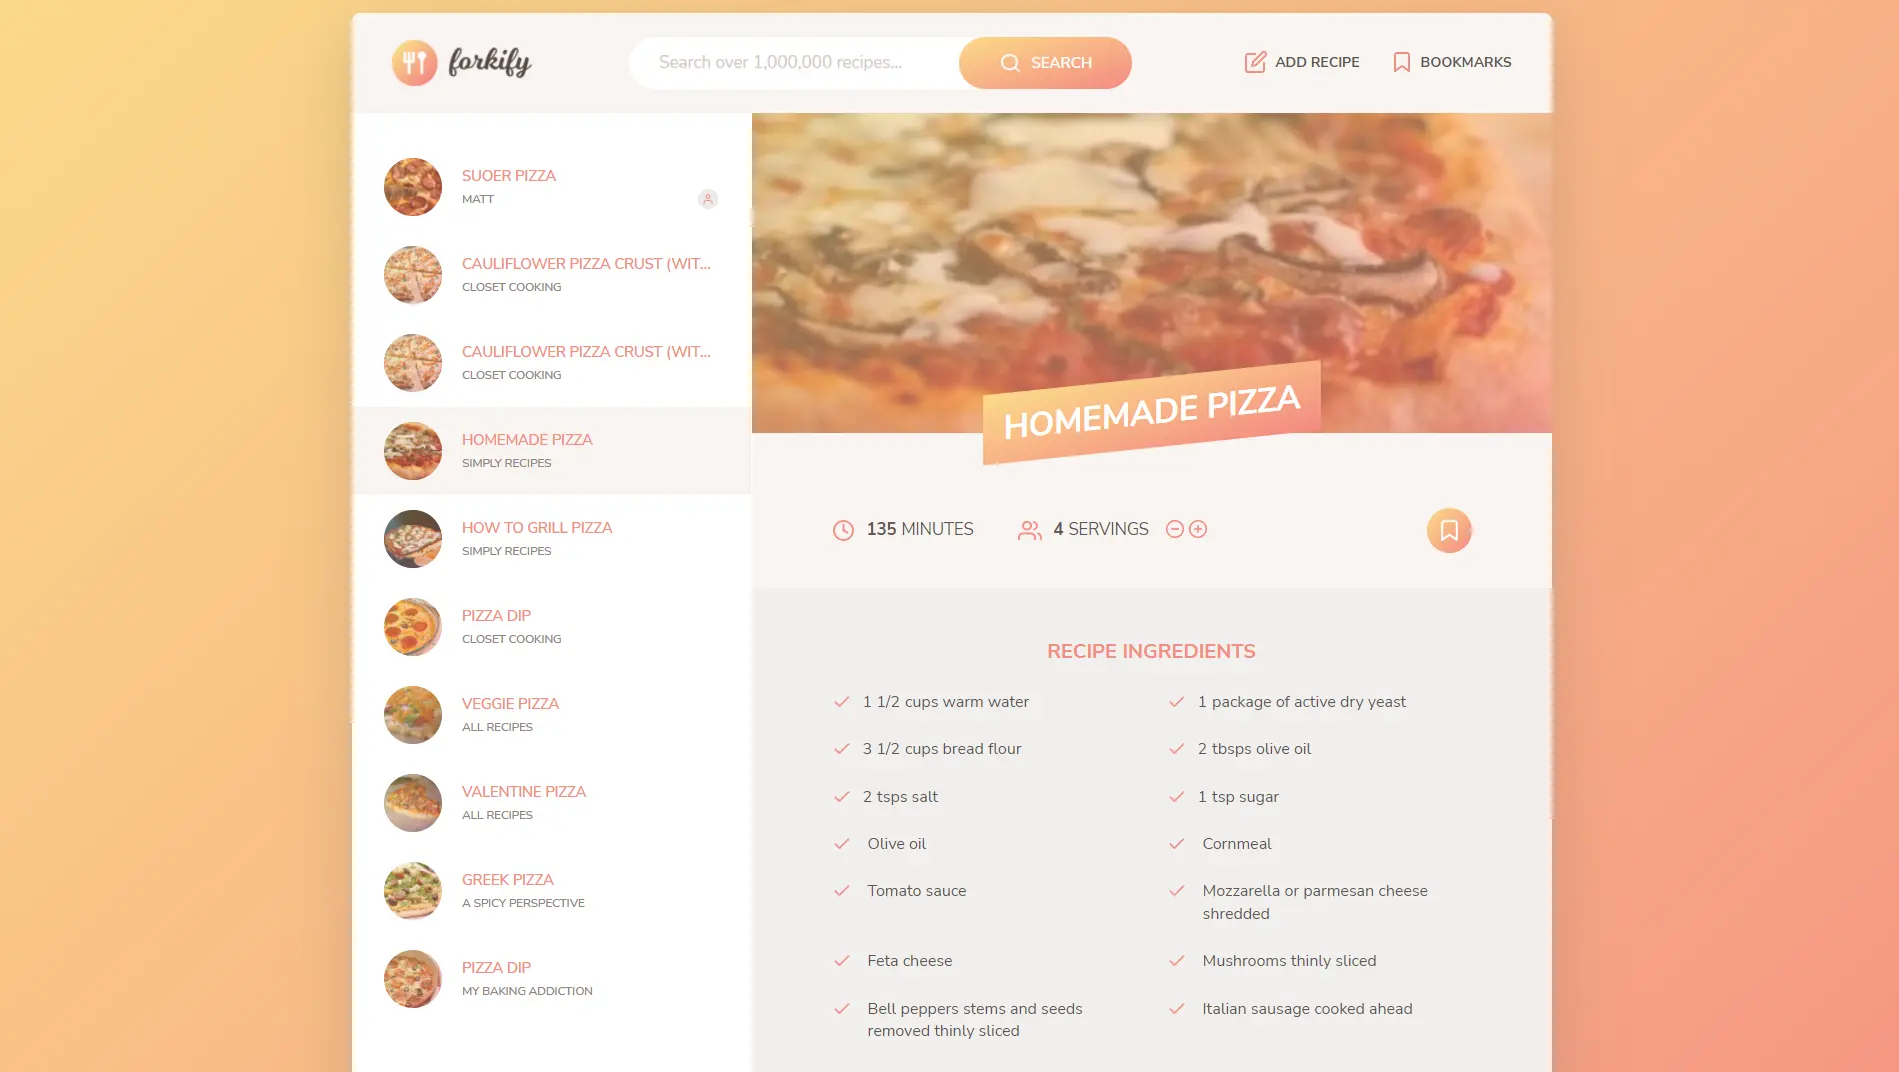 forkify
Search over 1,000,000 recipes...
SEARCH
ADD RECIPE
BOOKMARKS
SUOER PIZZA
MATT
CAULIFLOWER PIZZA CRUST (WIT...
CLOSET COOKING
CAULIFLOWER PIZZA CRUST (WIT...
CLOSET COOKING
HOMEMADE PIZZA
SIMPLY RECIPES
HOW TO GRILL PIZZA
SIMPLY RECIPES
PIZZA DIP
CLOSET COOKING
VEGGIE PIZZA
ALL RECIPES
VALENTINE PIZZA
ALL RECIPES
GREEK PIZZA
A SPICY PERSPECTIVE
PIZZA DIP
MY BAKING ADDICTION
HOMEMADE PIZZA
135 MINUTES
4 SERVINGS
RECIPE INGREDIENTS
1 1/2 cups warm water
1 package of active dry yeast
3 1/2 cups bread flour
2 tbsps olive oil
2 tsps salt
1 tsp sugar
Olive oil
Cornmeal
Tomato sauce
Mozzarella or parmesan cheese
shredded
Feta cheese
Mushrooms thinly sliced
Bell peppers stems and seeds
removed thinly sliced
Italian sausage cooked ahead